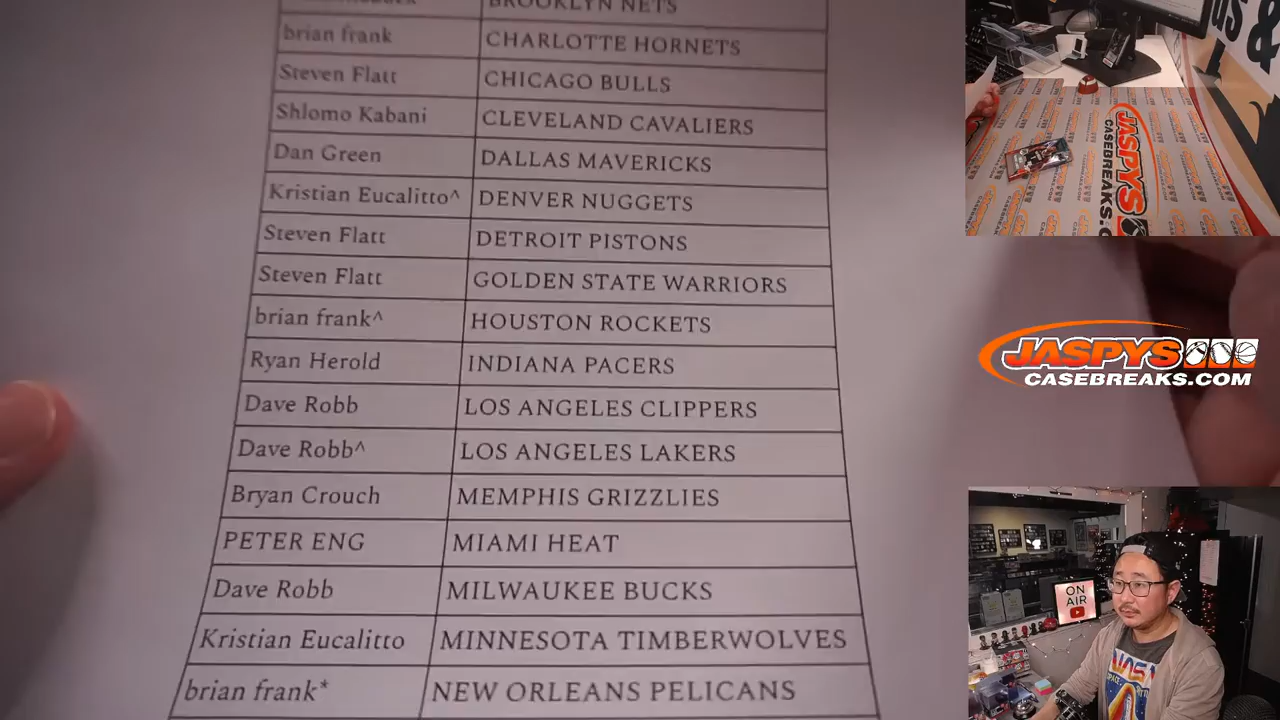 BROOKLYN NETS
brian frank CHARLOTTE HORNETS
Steven Flatt CHICAGO BULLS
Shlomo Kabani CLEVELAND CAVALIERS
Dan Green DALLAS MAVERICKS
Kristian Eucalitto^ DENVER NUGGETS
Steven Flatt DETROIT PISTONS
Steven Flatt GOLDEN STATE WARRIORS
brian frank^ HOUSTON ROCKETS
Ryan Herold INDIANA PACERS
Dave Robb LOS ANGELES CLIPPERS
Dave Robb^ LOS ANGELES LAKERS
Bryan Crouch MEMPHIS GRIZZLIES
PETER ENG MIAMI HEAT
Dave Robb MILWAUKEE BUCKS
Kristian Eucalitto MINNESOTA TIMBERWOLVES
brian frank* NEW ORLEANS PELICANS
JASPYS
CASEBREAKS.C
JASPYS
CASEBREAKS.COM
ON
AIR